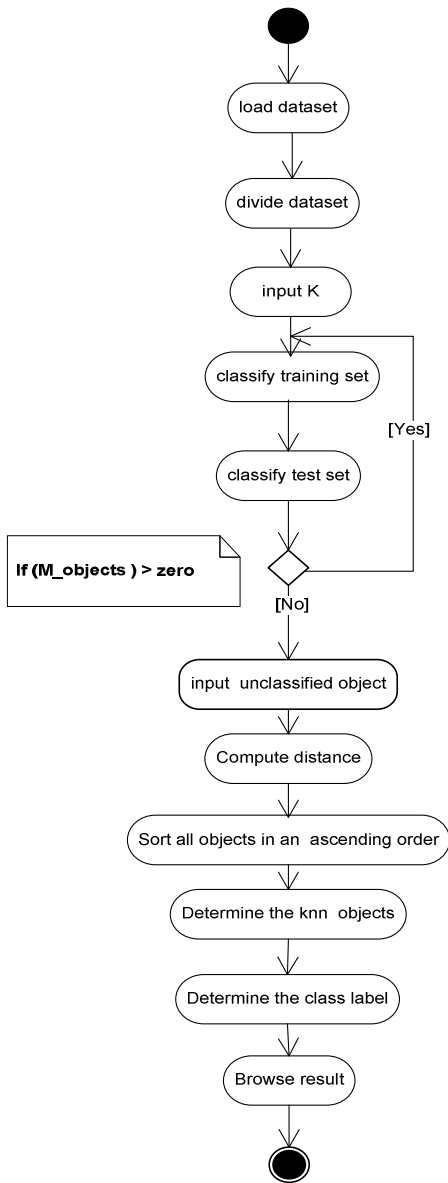 load dataset
divide dataset
input K
classify training set
[Yes]
classify test set
If (M_objects ) > zero
[No]
input  unclassified object
Compute distance
Sort all objects in an  ascending order
Determine the knn  objects
Determine the class label
Browse result